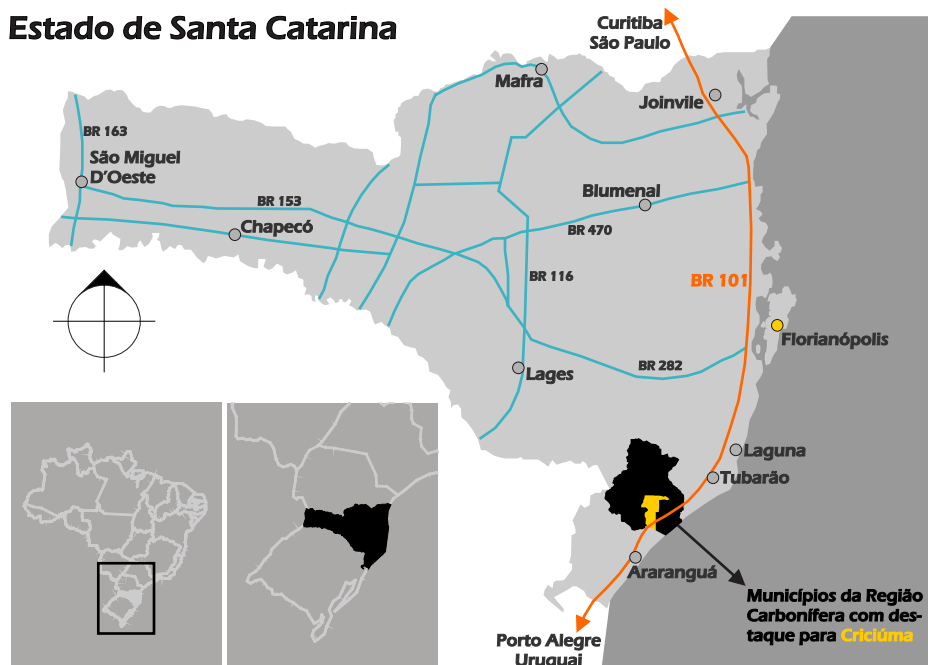 Estado de Santa Catarina
Curitiba
São Paulo
Mafra
Joinvile
BR 163
São Miguel
D'Oeste
BR 153
Blumenal
Chapecó
BR 470
BR 116
BR 101
Florianópolis
BR 282
Lages
Laguna
Tubarão
Araranguá
Municípios da Região
Carbonífera com des-
taque para Criciúma
Porto Alegre
Uruguai